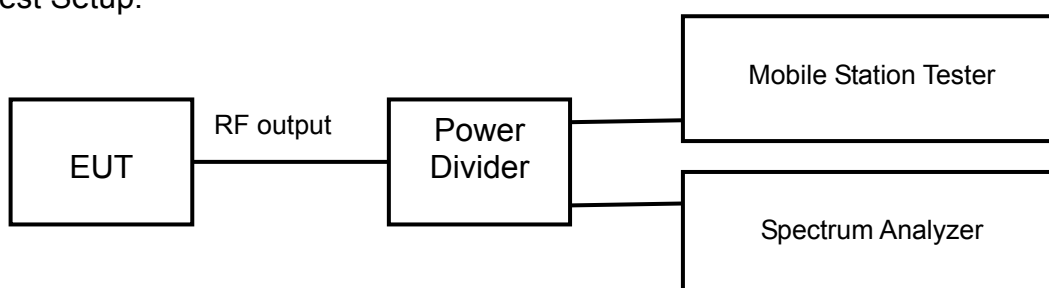 est Setup:
EUT
RF output
Power
Divider
Mobile Station Tester
Spectrum Analyzer